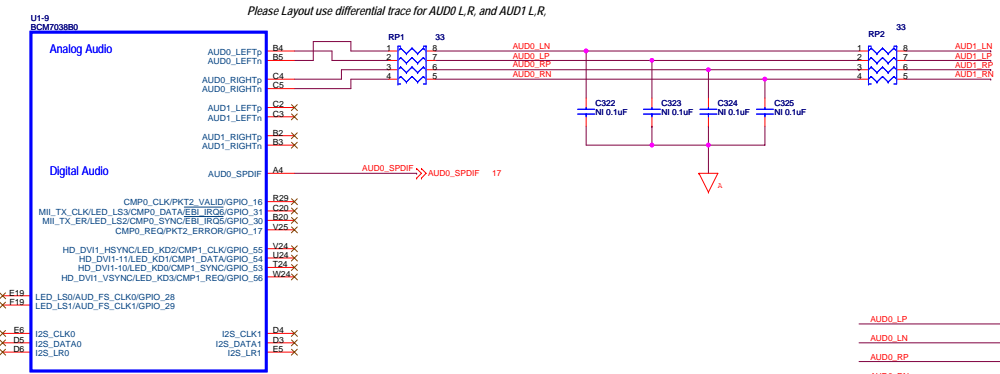 Please Layout use differential trace for AUD0 L,R, and AUD1 L,R,
U1-9
BCM7038B0
Analog Audio
AUD0_LEFTp B4
AUD0_LEFTn B5
AUD0_RIGHTp C4
AUD0_RIGHTn C5
AUD1_LEFTp C2
AUD1_LEFTn C3
AUD1_RIGHTp B2
AUD1_RIGHTn B3
Digital Audio
AUD0_SPDIF A4
AUD0_SPDIF AUD0_SPDIF 17
CMP0_CLK/PKT2_VALID/GPIO_16 R29
MII_TX_CLK/LED_LS3/CMP0_DATA/EBI_IRQ6/GPIO_31 C20
MII_TX_ER/LED_LS2/CMP0_SYNC/EBI_IRQ5/GPIO_30 B20
CMP0_REQ/PKT2_ERROR/GPIO_17 V25
HD_DVI1_HSYNC/LED_KD2/CMP1_CLK/GPIO_55 V24
HD_DVI1-11/LED_KD1/CMP1_DATA/GPIO_54 U24
HD_DVI1-10/LED_KD0/CMP1_SYNC/GPIO_53 T24
HD_DVI1_VSYNC/LED_KD3/CMP1_REQ/GPIO_56 W24
E19 LED_LS0/AUD_FS_CLK0/GPIO_28
F19 LED_LS1/AUD_FS_CLK1/GPIO_29
E6 I2S_CLK0 I2S_CLK1 D4
D5 I2S_DATA0 I2S_DATA1 D3
D6 I2S_LR0 I2S_LR1 E5
RP1 33
1 8 AUD0_LN
2 7 AUD0_LP
3 6 AUD0_RP
4 5 AUD0_RN
C322
NI 0.1uF
C323
NI 0.1uF
C324
NI 0.1uF
C325
NI 0.1uF
A
RP2 33
1 8 AUD1_LN
2 7 AUD1_LP
3 6 AUD1_RP
4 5 AUD1_RN
AUD0_LP
AUD0_LN
AUD0_RP